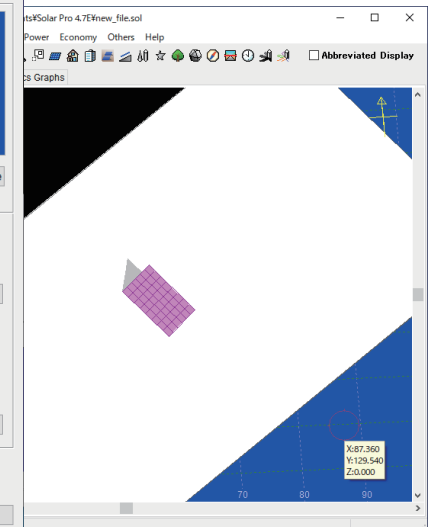 ts¥Solar Pro 4.7E¥new_file.sol
Power Economy Others Help
Abbreviated Display
cs Graphs
X:87.360
Y:129.540
Z:0.000
70 80 90